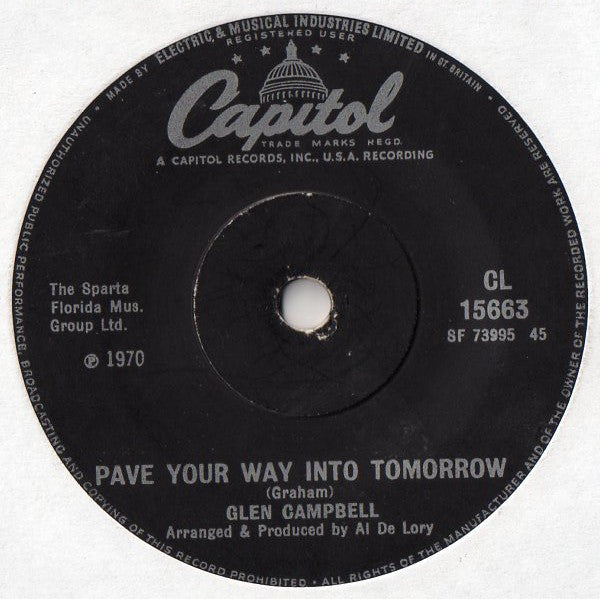 MADE BY ELECTRIC, & MUSICAL INDUSTRIES LIMITED IN GT. BRITAIN •
REGISTERED USER
Capitol
TRADE MARKS REGD
A CAPITOL RECORDS, INC., U.S.A. RECORDING
The Sparta
Florida Mus.
Group Ltd.
℗ 1970
CL
15663
SF 73995 45
PAVE YOUR WAY INTO TOMORROW
(Graham)
GLEN CAMPBELL
Arranged & Produced by Al De Lory
UNAUTHORIZED PUBLIC PERFORMANCE, BROADCASTING AND COPYING OF THIS RECORD PROHIBITED • ALL RIGHTS OF THE MANUFACTURER AND OF THE OWNER OF THE RECORDED WORK ARE RESERVED